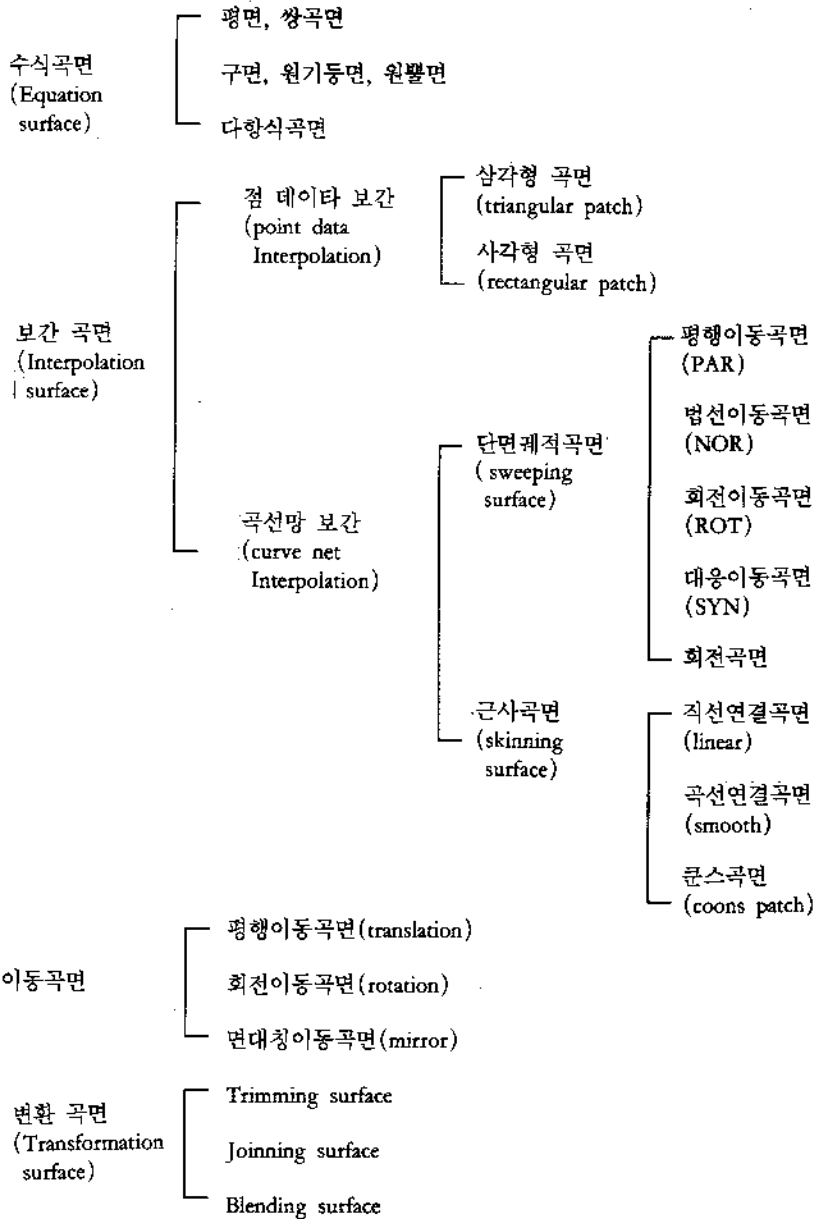 수식곡면
(Equation
surface)
평면, 쌍곡면
구면, 원기둥면, 원뿔면
다항식곡면
보간 곡면
(Interpolation
surface)
점 데이타 보간
(point data
Interpolation)
삼각형 곡면
(triangular patch)
사각형 곡면
(rectangular patch)
곡선망 보간
(curve net
Interpolation)
단면궤적곡면
( sweeping
surface)
평행이동곡면
(PAR)
법선이동곡면
(NOR)
회전이동곡면
(ROT)
대응이동곡면
(SYN)
회전곡면
근사곡면
(skinning
surface)
직선연결곡면
(linear)
곡선연결곡면
(smooth)
쿤스곡면
(coons patch)
이동곡면
평행이동곡면(translation)
회전이동곡면(rotation)
면대칭이동곡면(mirror)
변환 곡면
(Transformation
surface)
Trimming surface
Joinning surface
Blending surface